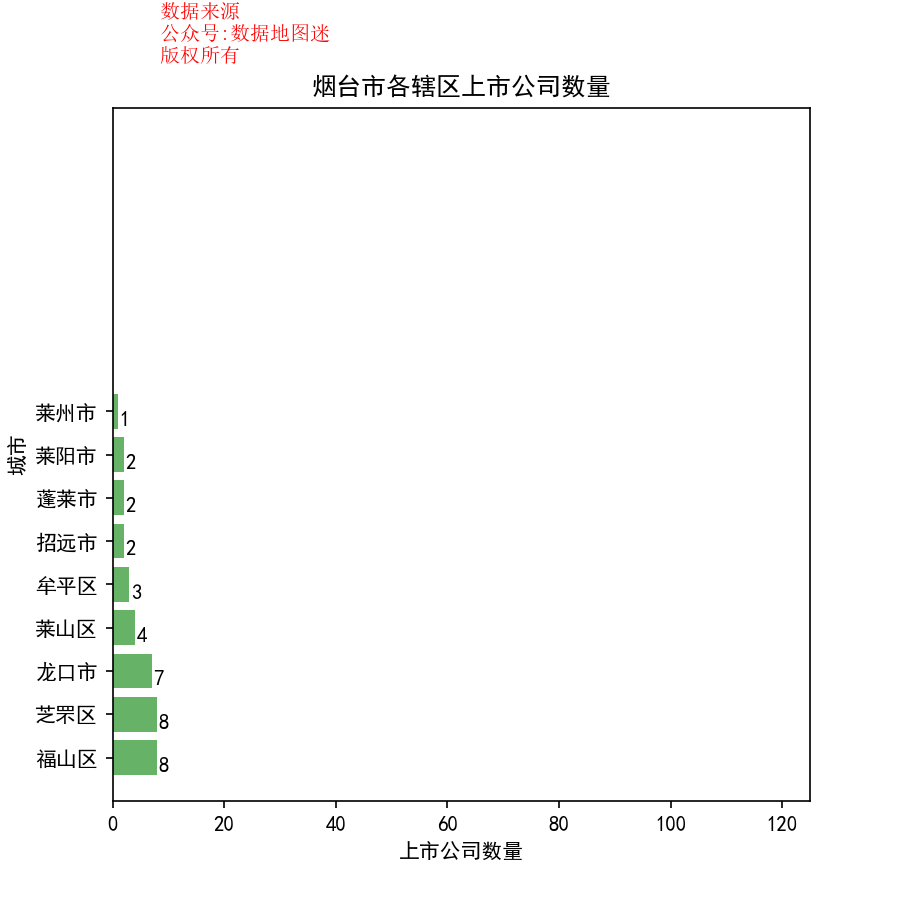 数据来源
公众号:数据地图迷
版权所有
烟台市各辖区上市公司数量
城市
莱州市 1
莱阳市 2
蓬莱市 2
招远市 2
牟平区 3
莱山区 4
龙口市 7
芝罘区 8
福山区 8
0 20 40 60 80 100 120
上市公司数量